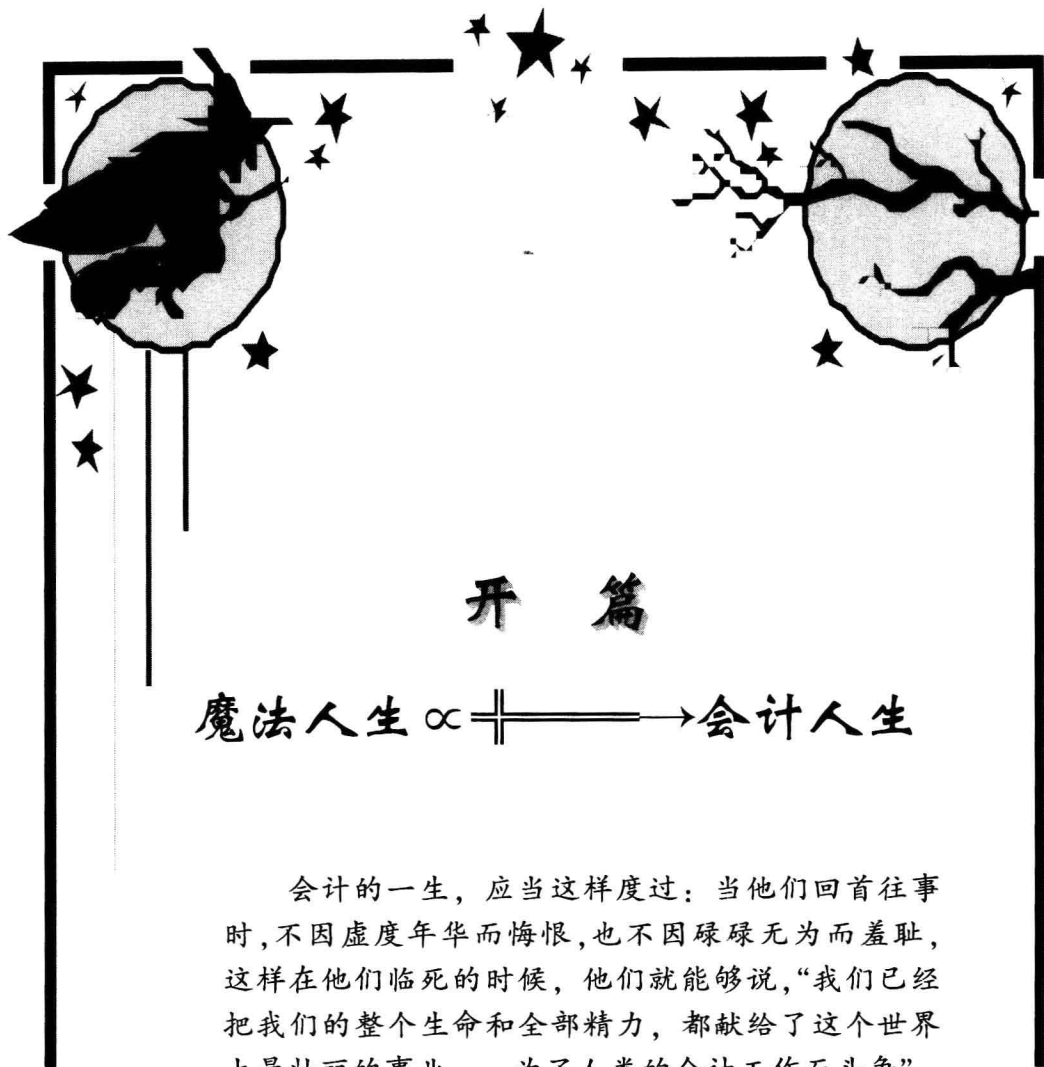 开 篇
魔法人生∝╪══─→会计人生
会计的一生，应当这样度过：当他们回首往事
时，不因虚度年华而悔恨，也不因碌碌无为而羞耻，
这样在他们临死的时候，他们就能够说，“我们已经
把我们的整个生命和全部精力，都献给了这个世界